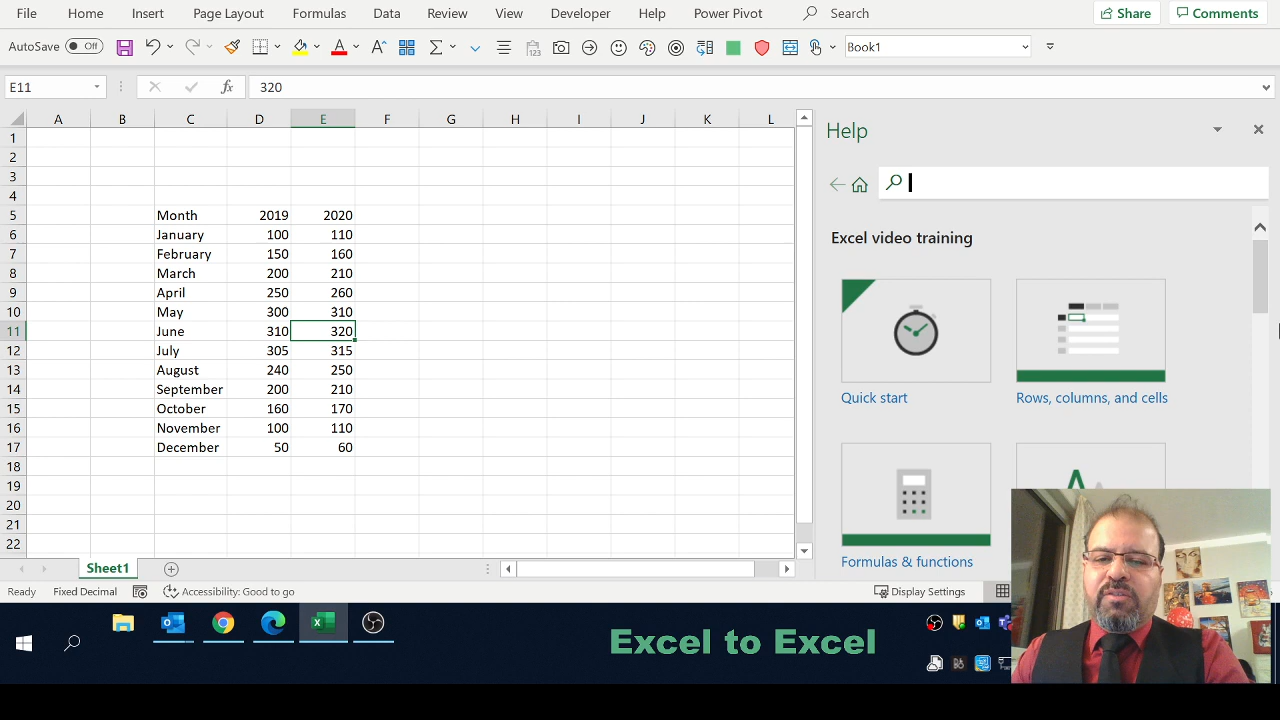 File Home Insert Page Layout Formulas Data Review View Developer Help Power Pivot Search Share Comments
AutoSave Off Book1
E11 fx 320
A B C D E F G H I J K L
1
2
3
4
5 Month 2019 2020
6 January 100 110
7 February 150 160
8 March 200 210
9 April 250 260
10 May 300 310
11 June 310 320
12 July 305 315
13 August 240 250
14 September 200 210
15 October 160 170
16 November 100 110
17 December 50 60
18
19
20
21
22
Sheet1
Ready Fixed Decimal Accessibility: Good to go Display Settings
Help
Excel video training
Quick start Rows, columns, and cells
Formulas & functions
Excel to Excel